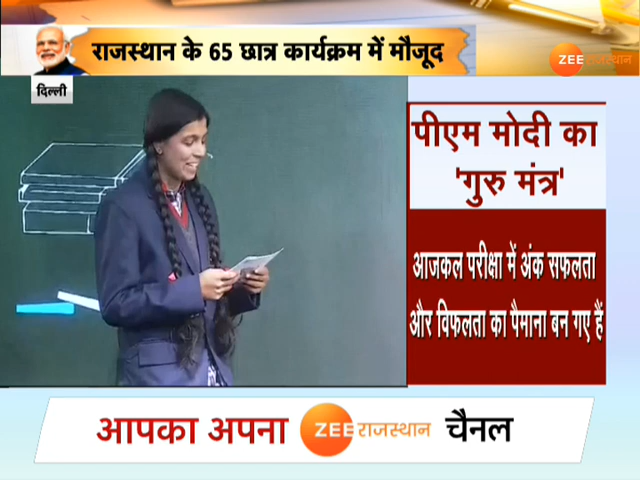 राजस्थान के 65 छात्र कार्यक्रम में मौजूद
ZEE राजस्थान
दिल्ली
पीएम मोदी का
'गुरु मंत्र'
आजकल परीक्षा में अंक सफलता
और विफलता का पैमाना बन गए हैं
आपका अपना ZEE राजस्थान चैनल